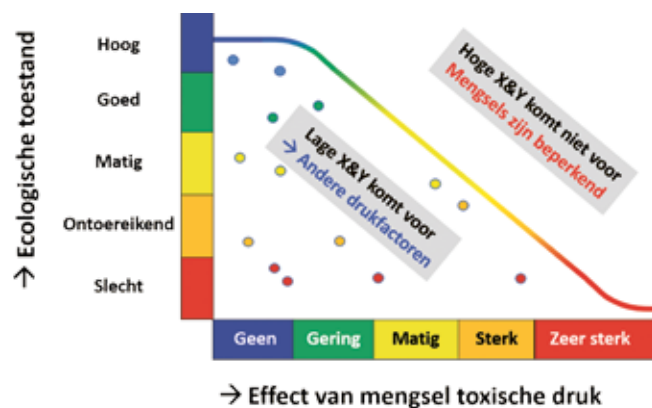 → Ecologische toestand
Hoog
Goed
Matig
Ontoereikend
Slecht
Hoge X&Y komt niet voor
Mengsels zijn beperkend
Lage X&Y komt voor
→ Andere drukfactoren
Geen
Gering
Matig
Sterk
Zeer sterk
→ Effect van mengsel toxische druk